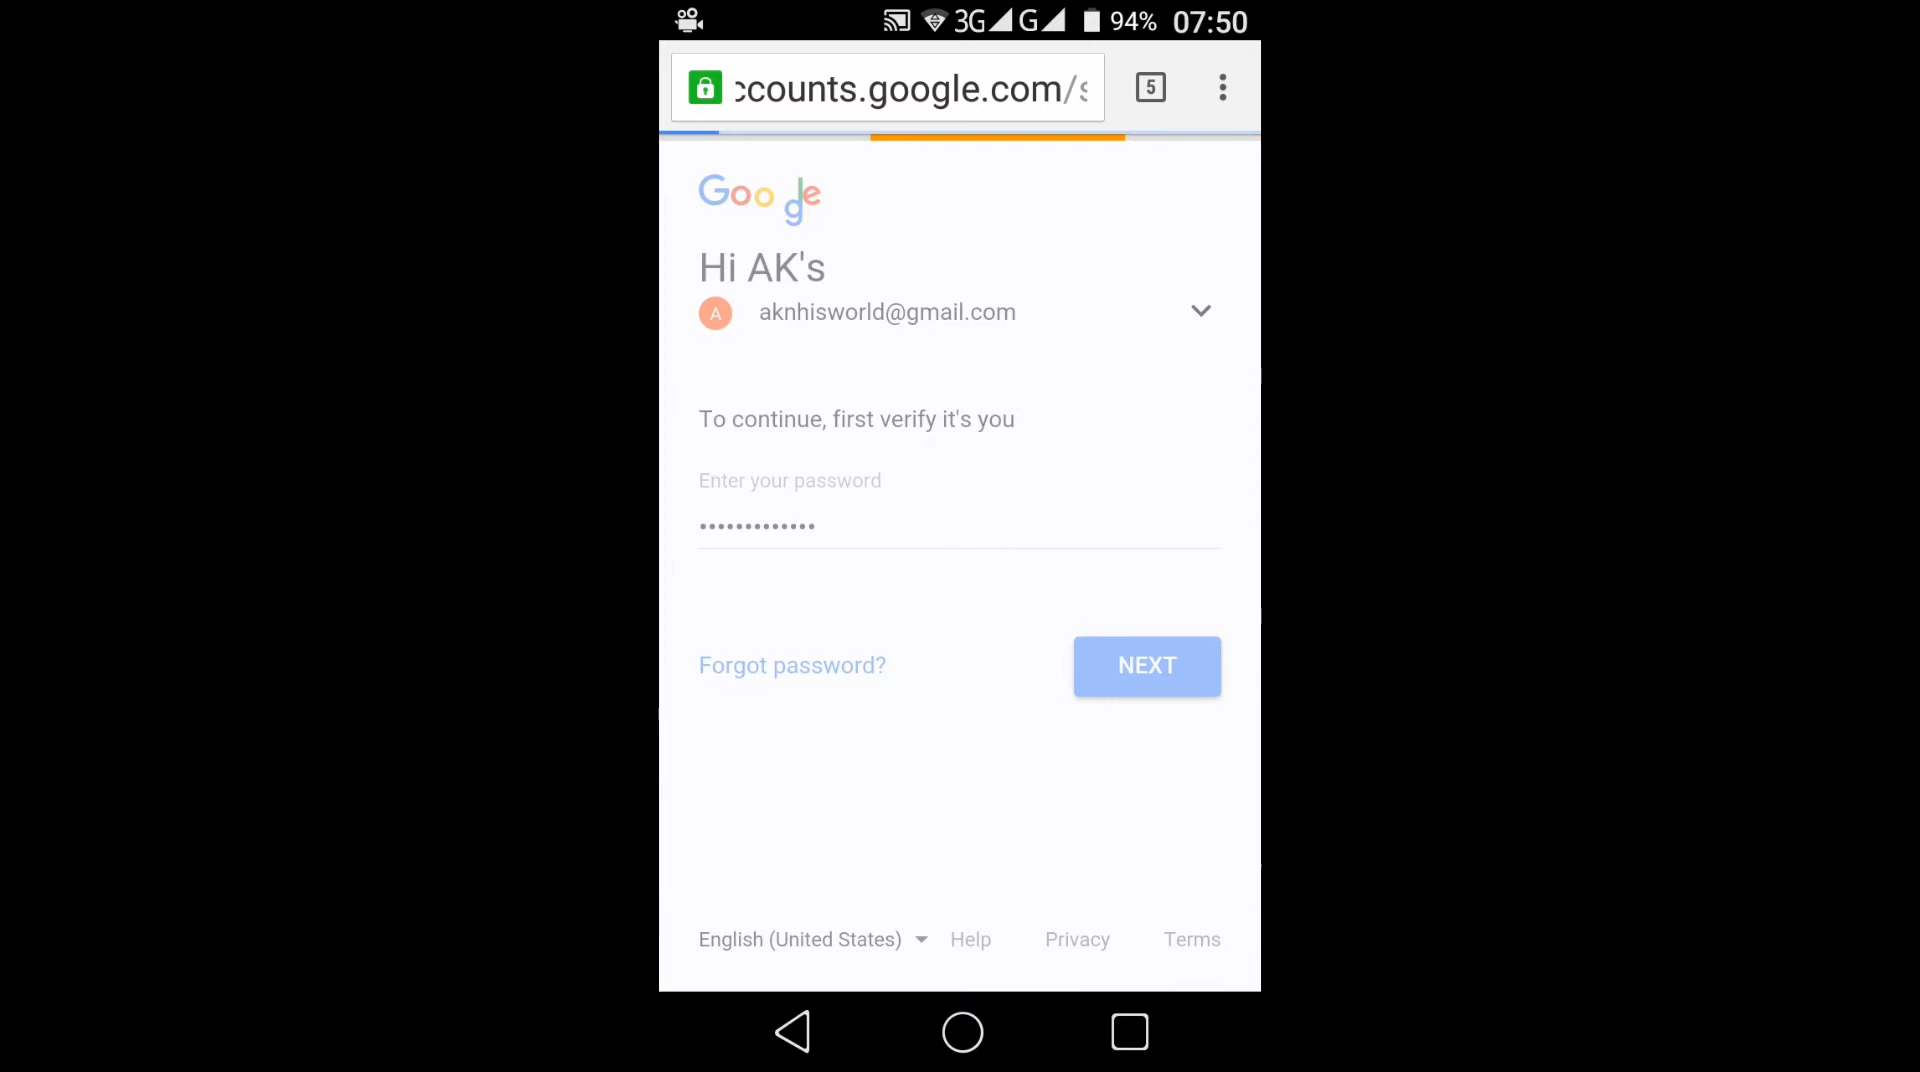 3G G 94% 07:50
ccounts.google.com/s
5
Google
Hi AK's
A aknhisworld@gmail.com
To continue, first verify it's you
Enter your password
•••••••••••••
Forgot password? NEXT
English (United States) Help Privacy Terms